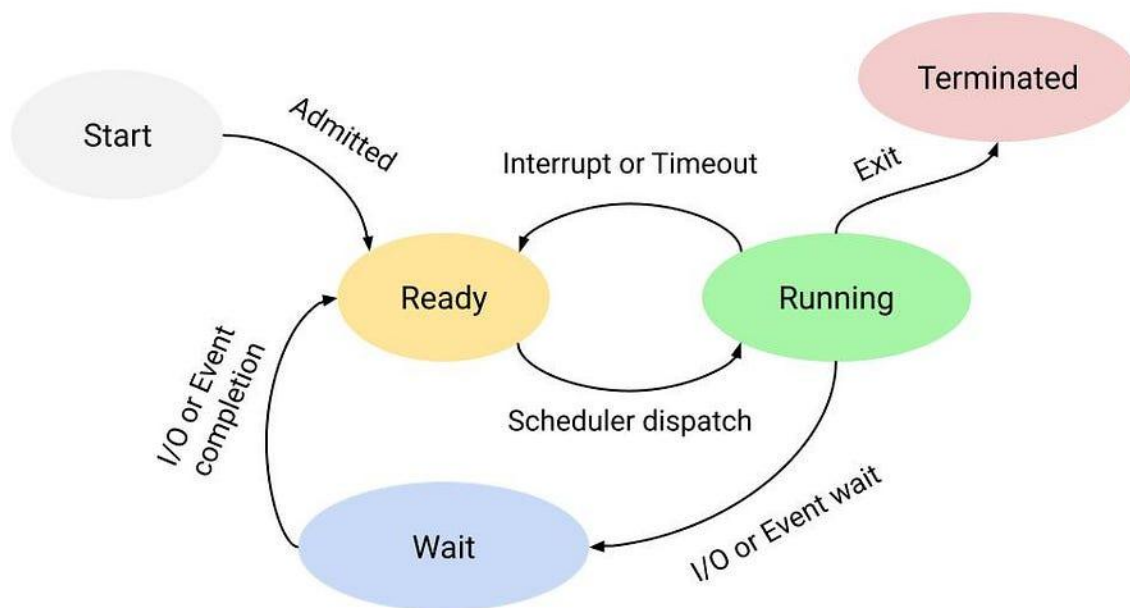 Terminated
Start
Admitted
Interrupt or Timeout
Exit
Ready
Running
I/O or Event
completion
Scheduler dispatch
Wait
I/O or Event wait